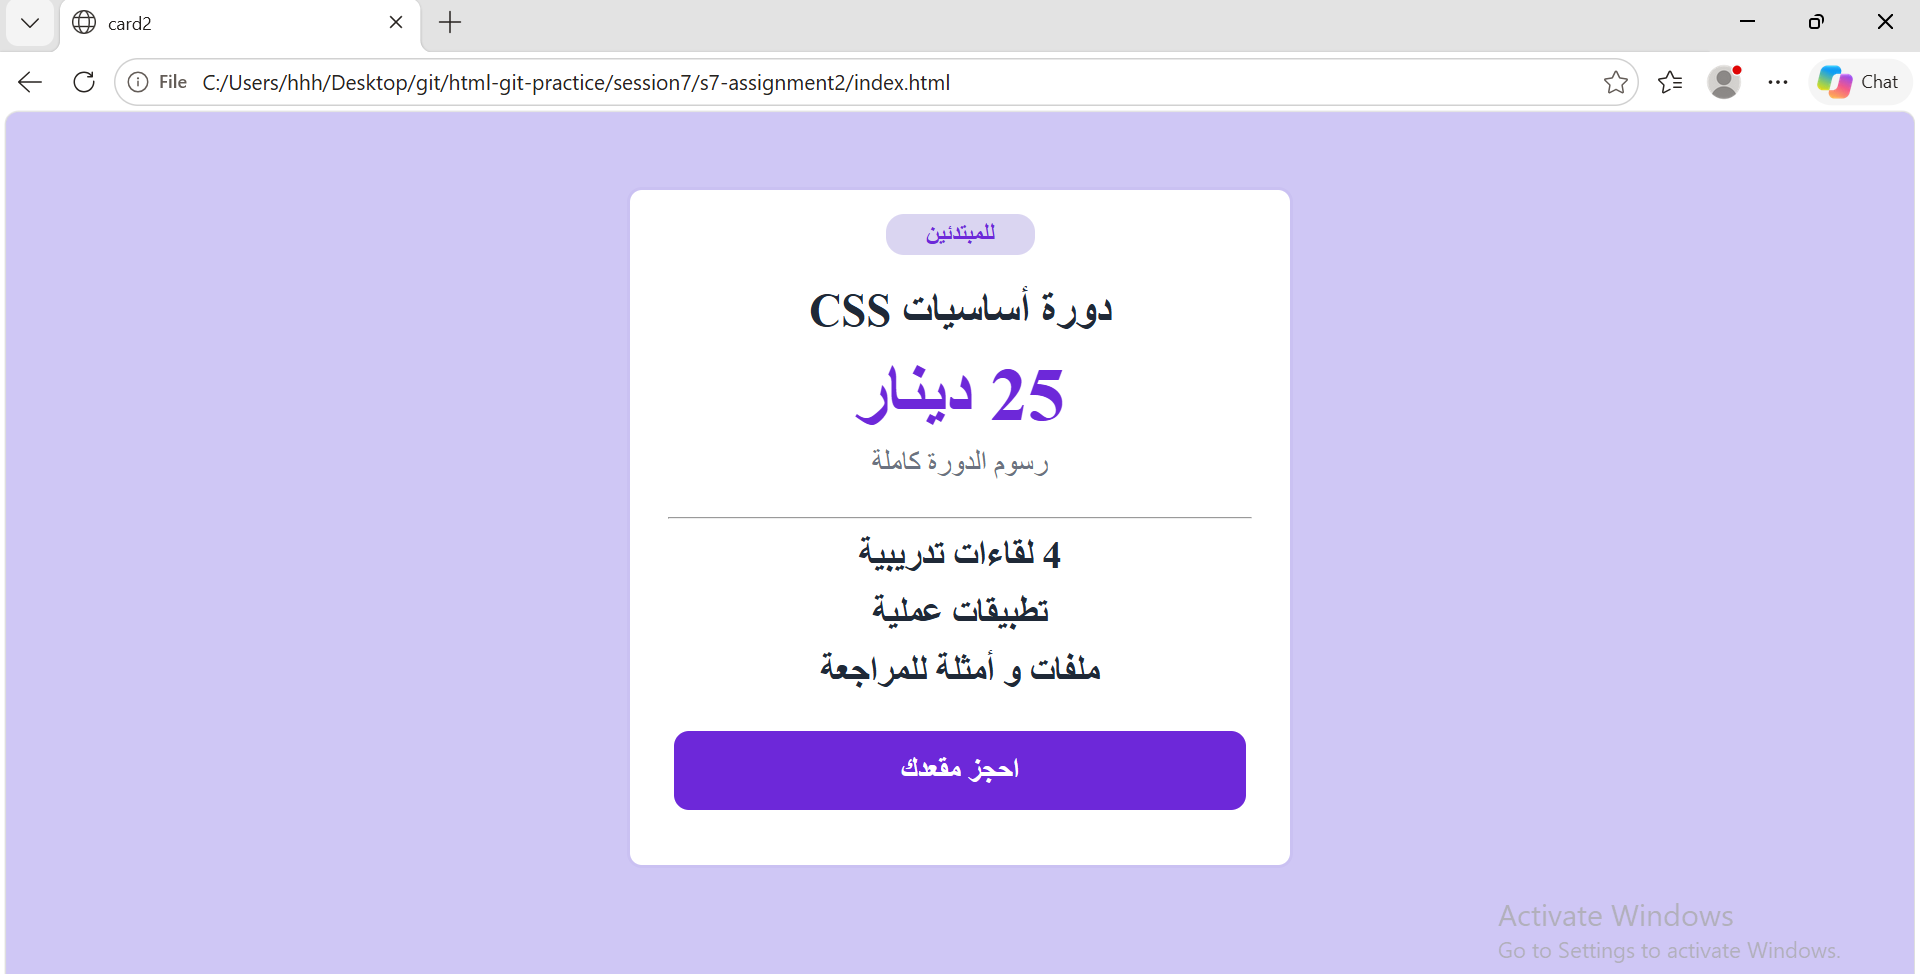 card2
File C:/Users/hhh/Desktop/git/html-git-practice/session7/s7-assignment2/index.html
Chat
للمبتدئين
دورة أساسيات CSS
25 دينار
رسوم الدورة كاملة
4 لقاءات تدريبية
تطبيقات عملية
ملفات و أمثلة للمراجعة
احجز مقعدك
Activate Windows
Go to Settings to activate Windows.